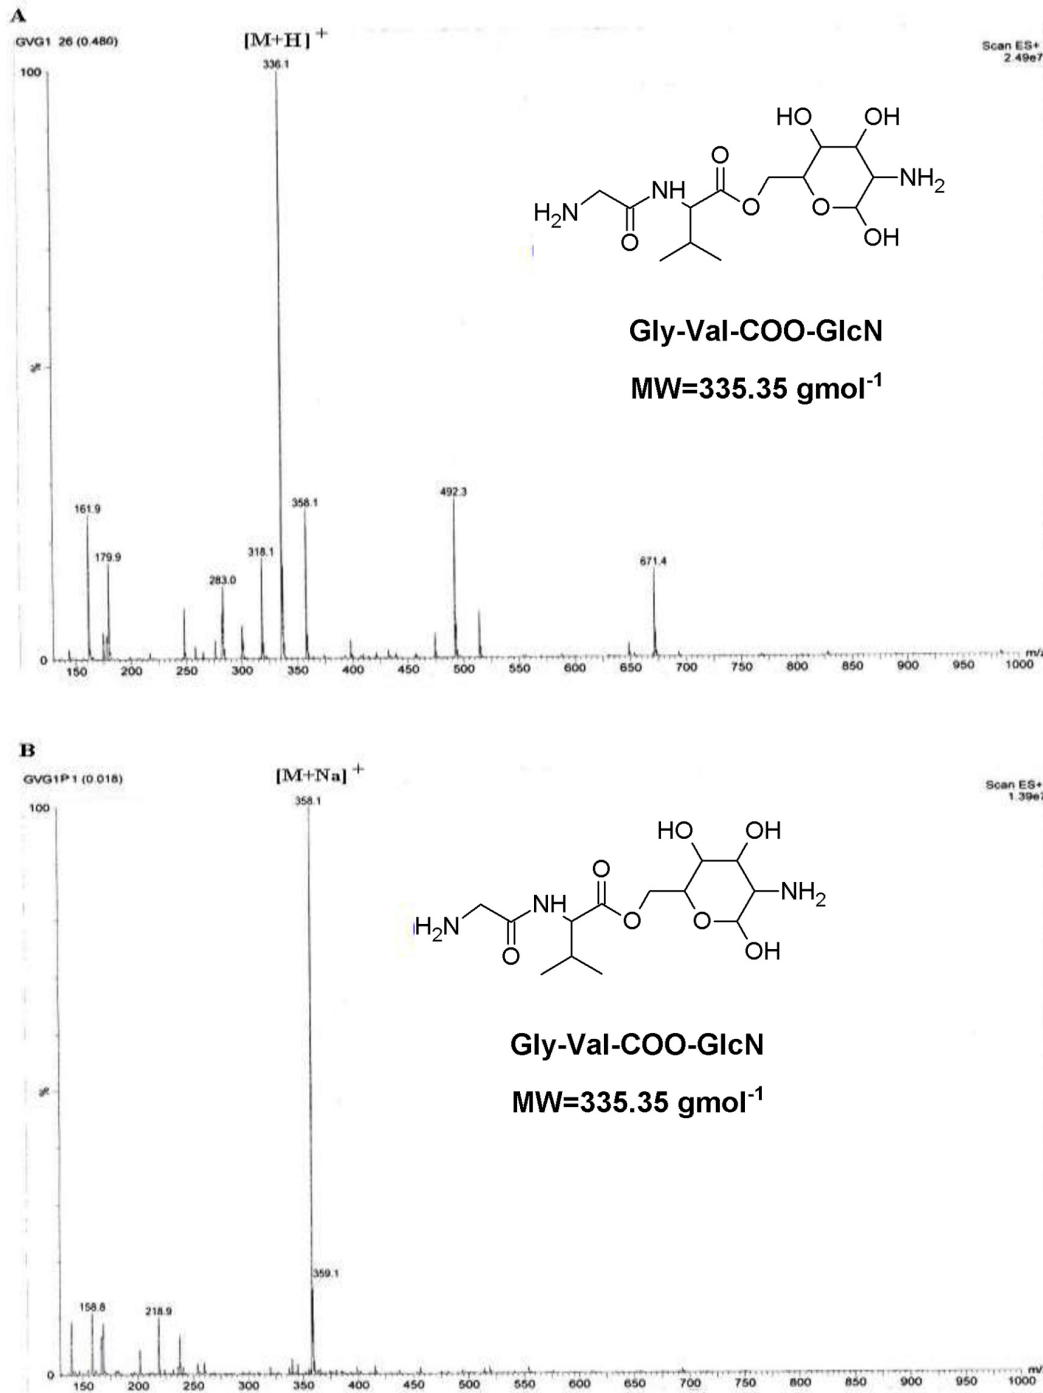 A
GVG1 26 (0.480)
[M+H] +
Scan ES+
2.49e7
100
336.1
HO
OH
O
NH
NH2
H2N
O
O
O
OH
Gly-Val-COO-GlcN
MW=335.35 gmol-1
%
492.3
161.9
358.1
179.9
318.1
671.4
283.0
0
150 200 250 300 350 400 450 500 550 600 650 700 750 800 850 900 950 1000
B
GVG1P 1 (0.018)
[M+Na] +
Scan ES+
100
358.1
HO
OH
O
NH
NH2
H2N
O
O
O
OH
Gly-Val-COO-GlcN
MW=335.35 gmol-1
%
359.1
158.8
218.9
0
150 200 250 300 350 400 450 500 550 600 650 700 750 800 850 900 950 1000